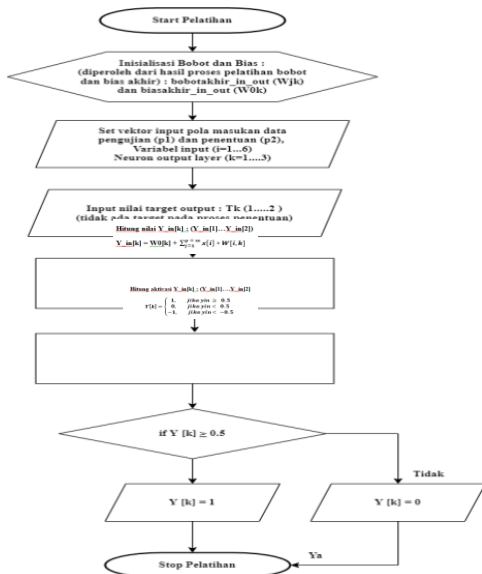 Start Pelatihan
Inisialisasi Bobot dan Bias :
(diperoleh dari hasil proses pelatihan bobot
dan bias akhir) : bobotakhir_in_out (Wjk)
dan biasakhir_in_out (W0k)
Set vektor input pola masukan data
pengujian (p1) dan penentuan (p2),
Variabel input (i=1...6)
Neuron output layer (k=1....3)
Input nilai target output : Tk (1.....2 )
(tidak ada target pada proses penentuan)
Hitung nilai Y_in[k] ; (Y_in[1]...Y_in[2])
Y_in[k] = W0[k] + x[i] * W[i, k]
Hitung aktivasi Y_in[k] ; (Y_in[1]....Y_in[2]
Y[k] = { 1, jika yin ≥ 0.5
0, jika yin < 0.5
-1, jika yin < -0.5
if Y [k] ≥ 0.5
Tidak
Y [k] = 1
Y [k] = 0
Ya
Stop Pelatihan